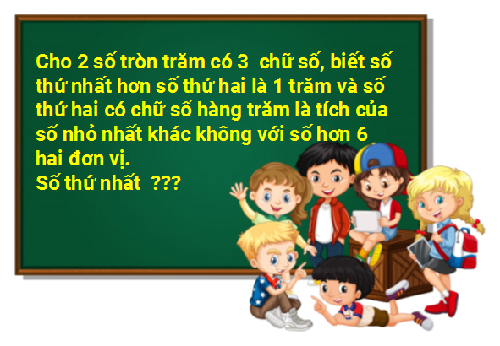 Cho 2 số tròn trăm có 3 chữ số, biết số
thứ nhất hơn số thứ hai là 1 trăm và số
thứ hai có chữ số hàng trăm là tích của
số nhỏ nhất khác không với số hơn 6
hai đơn vị.
Số thứ nhất ???